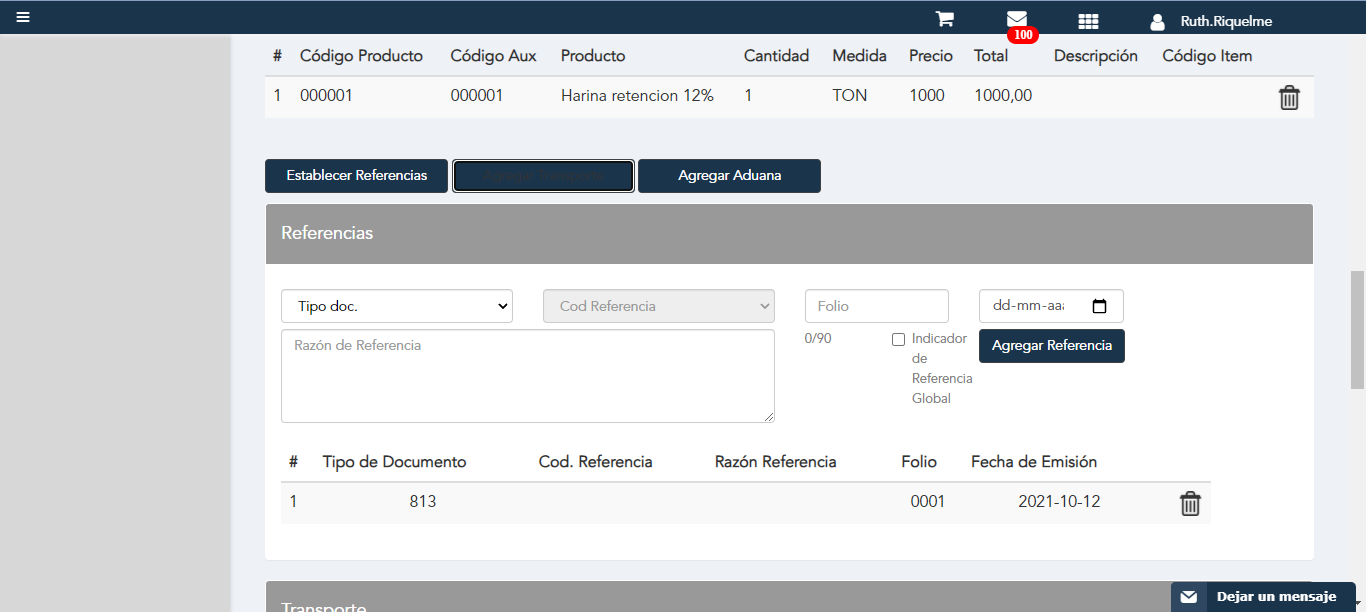 Ruth.Riquelme
100
# Código Producto Código Aux Producto Cantidad Medida Precio Total Descripción Código Item
1 000001 000001 Harina retencion 12% 1 TON 1000 1000,00
Establecer Referencias Agregar Aduana
Referencias
Tipo doc. Cod Referencia Folio dd-mm-aaa
Razón de Referencia 0/90 Indicador Agregar Referencia
de
Referencia
Global
# Tipo de Documento Cod. Referencia Razón Referencia Folio Fecha de Emisión
1 813 0001 2021-10-12
Transporte
Dejar un mensaje